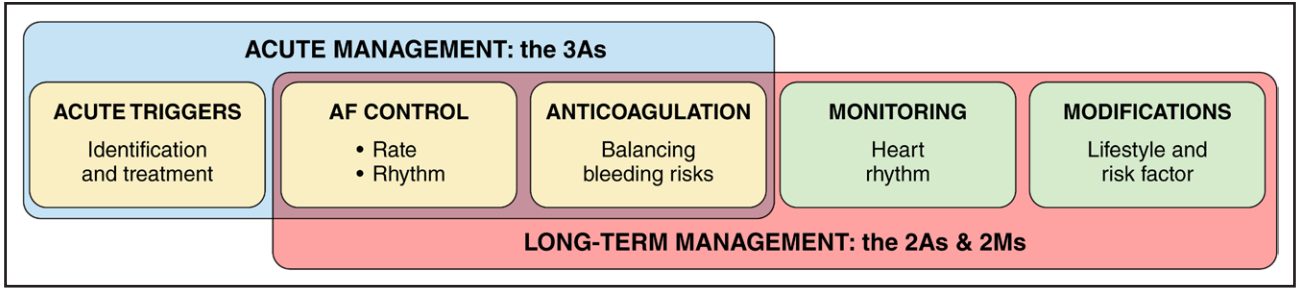 ACUTE MANAGEMENT: the 3As
ACUTE TRIGGERS
Identification
and treatment
AF CONTROL
• Rate
• Rhythm
ANTICOAGULATION
Balancing
bleeding risks
MONITORING
Heart
rhythm
MODIFICATIONS
Lifestyle and
risk factor
LONG-TERM MANAGEMENT: the 2As & 2Ms